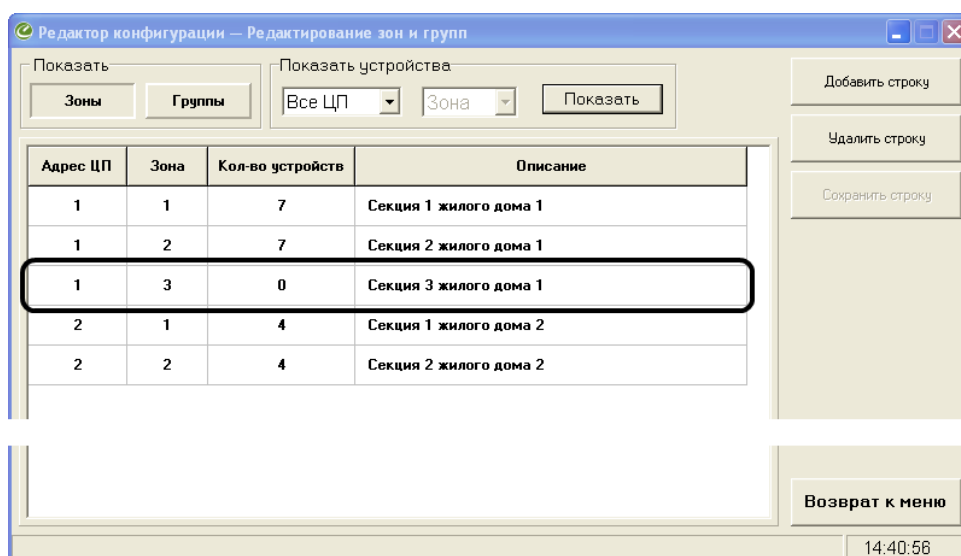 Редактор конфигурации — Редактирование зон и групп
Показать
Показать устройства
Зоны
Группы
Все ЦП
Зона
Показать
Добавить строку
Удалить строку
Сохранить строку
Адрес ЦП Зона Кол-во устройств Описание
1 1 7 Секция 1 жилого дома 1
1 2 7 Секция 2 жилого дома 1
1 3 0 Секция 3 жилого дома 1
2 1 4 Секция 1 жилого дома 2
2 2 4 Секция 2 жилого дома 2
Возврат к меню
14:40:56